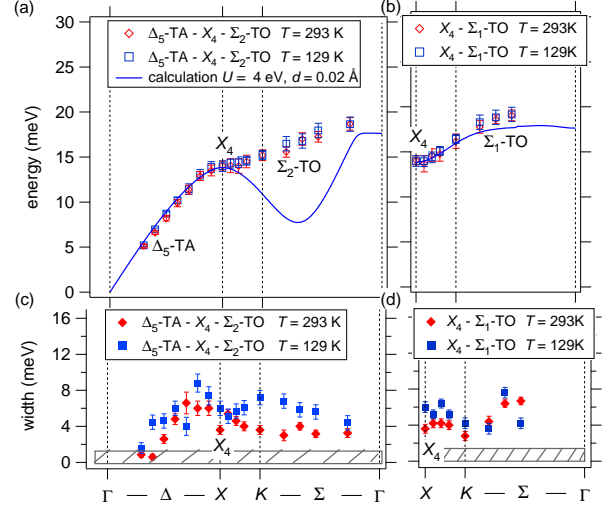 (a)
(b)
30
25
20
15
10
5
0
energy (meV)
Δ5-TA - X4 - Σ2-TO T = 293 K
Δ5-TA - X4 - Σ2-TO T = 129 K
calculation U = 4 eV, d = 0.02 Å
X4
Σ2-TO
Δ5-TA
X4 - Σ1-TO T = 293K
X4 - Σ1-TO T = 129K
X4
Σ1-TO
(c)
(d)
16
12
8
4
0
width (meV)
Δ5-TA - X4 - Σ2-TO T = 293 K
Δ5-TA - X4 - Σ2-TO T = 129 K
X4
X4 - Σ1-TO T = 293K
X4 - Σ1-TO T = 129K
X4
Γ — Δ — X — K — Σ — Γ
X — K — Σ — Γ